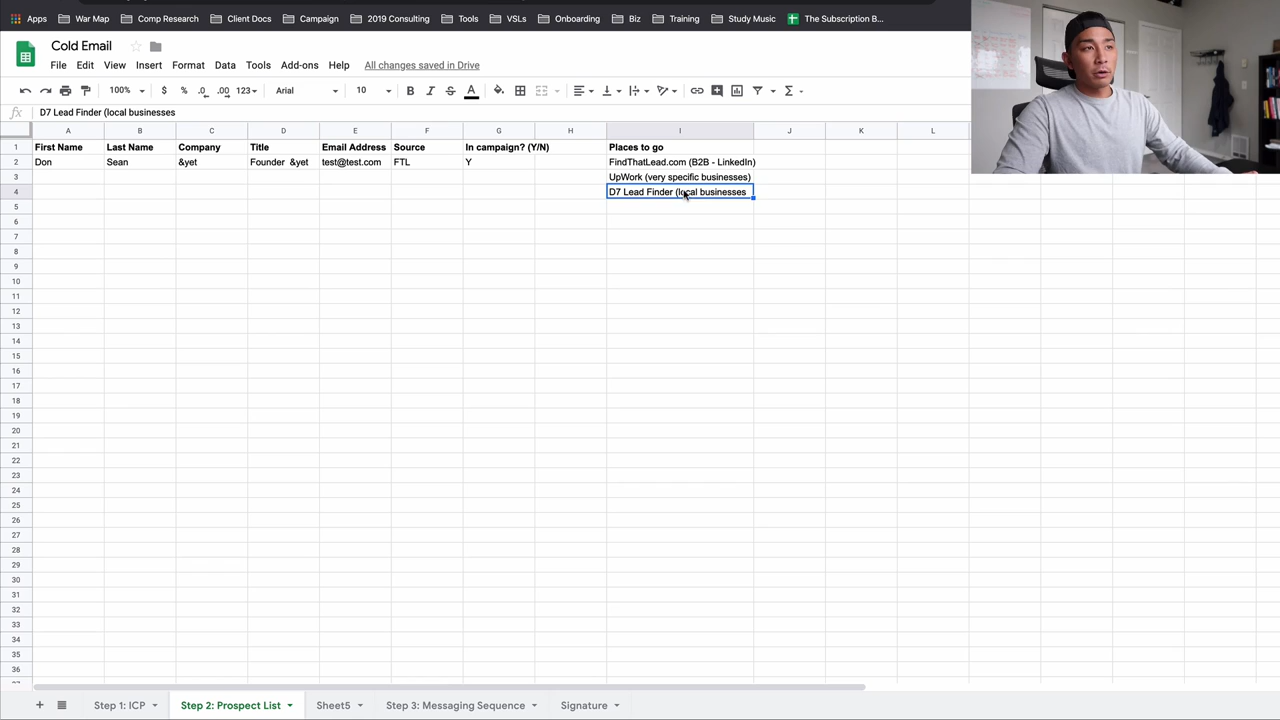 Apps War Map Comp Research Client Docs Campaign 2019 Consulting Tools VSLs Onboarding Biz Training Study Music The Subscription B...
Cold Email
File Edit View Insert Format Data Tools Add-ons Help All changes saved in Drive
100% $ % .0 .00 123 Arial 10 B I S A
fx D7 Lead Finder (local businesses
A B C D E F G H I J K L
1 First Name Last Name Company Title Email Address Source In campaign? (Y/N) Places to go
2 Don Sean &yet Founder &yet test@test.com FTL Y FindThatLead.com (B2B - LinkedIn)
3 UpWork (very specific businesses)
4 D7 Lead Finder (local businesses
5
6
7
8
9
10
11
12
13
14
15
16
17
18
19
20
21
22
23
24
25
26
27
28
29
30
31
32
33
34
35
36
Step 1: ICP Step 2: Prospect List Sheet5 Step 3: Messaging Sequence Signature